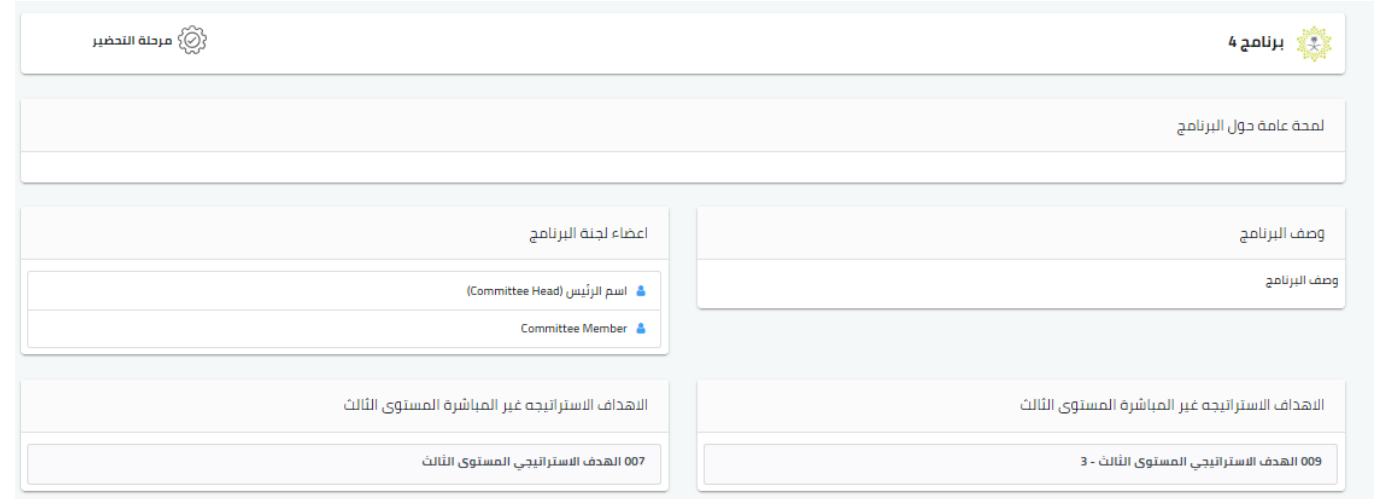 برنامج 4
مرحلة التحضير
لمحة عامة حول البرنامج
وصف البرنامج
وصف البرنامج
اعضاء لجنة البرنامج
اسم الرئيس (Committee Head)
Committee Member
الاهداف الاستراتيجه غير المباشرة المستوى الثالث
009 الهدف الاستراتيجي المستوى الثالث - 3
الاهداف الاستراتيجه غير المباشرة المستوى الثالث
007 الهدف الاستراتيجي المستوى الثالث